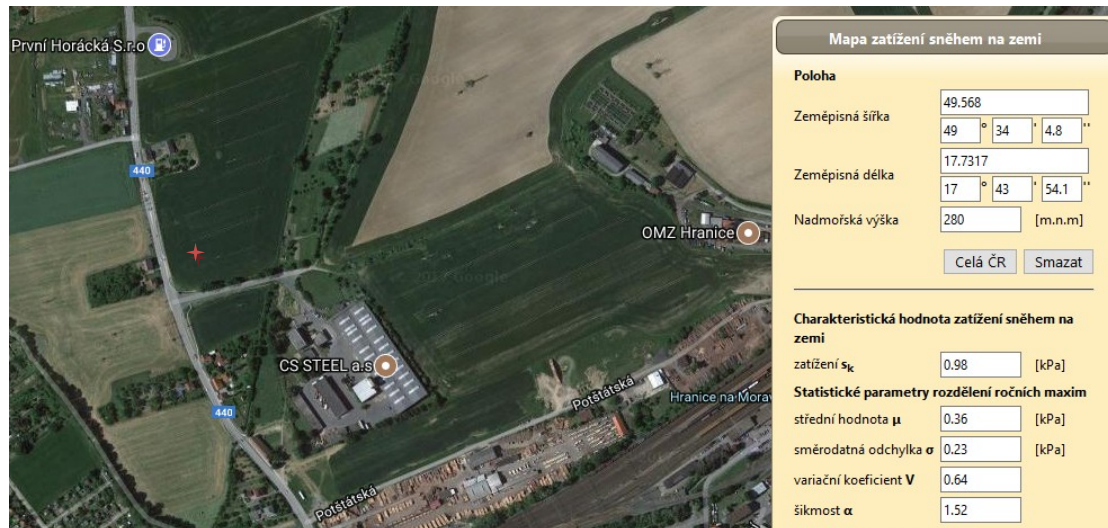 První Horácká S.r.o
440
OMZ Hranice
CS STEEL a.s
Potštátská
Hranice na Morav
440
Potštátská
Mapa zatížení sněhem na zemi
Poloha
Zeměpisná šířka
49.568
49 ° 34 ' 4.8 ''
Zeměpisná délka
17.7317
17 ° 43 ' 54.1 ''
Nadmořská výška 280 [m.n.m]
Celá ČR Smazat
Charakteristická hodnota zatížení sněhem na
zemi
zatížení sk 0.98 [kPa]
Statistické parametry rozdělení ročních maxim
střední hodnota μ 0.36 [kPa]
směrodatná odchylka σ 0.23 [kPa]
variační koeficient V 0.64
šikmost α 1.52